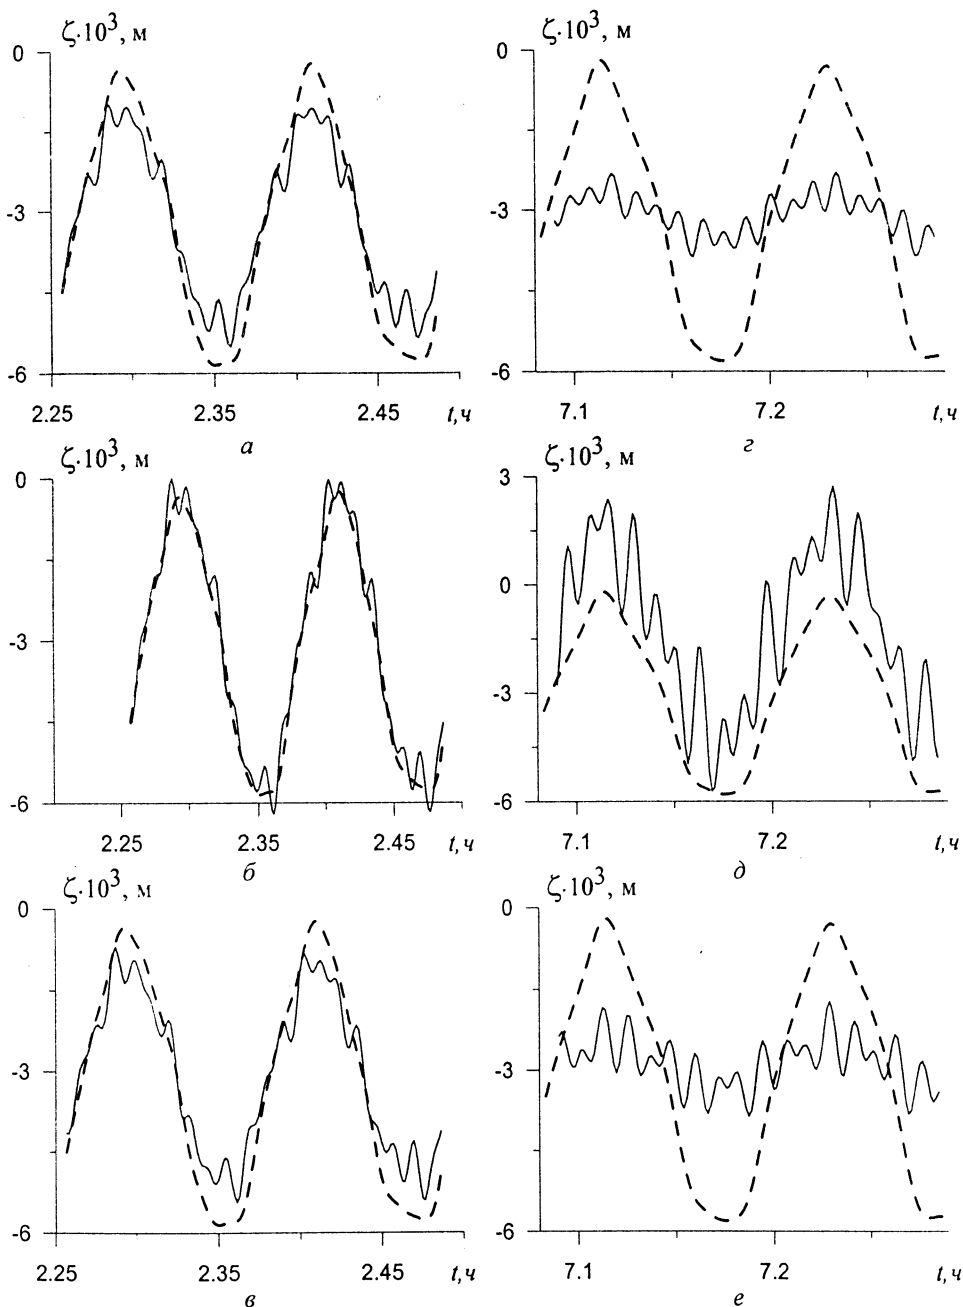 ζ·10³, м
0
-3
-6
2.25
2.35
2.45
t,ч
а
ζ·10³, м
0
-3
-6
7.1
7.2
t,ч
г
ζ·10³, м
0
-3
-6
2.25
2.35
2.45
t,ч
б
ζ·10³, м
3
0
-3
-6
7.1
7.2
t,ч
д
ζ·10³, м
0
-3
-6
2.25
2.35
2.45
t,ч
в
ζ·10³, м
0
-3
-6
7.1
7.2
t,ч
е